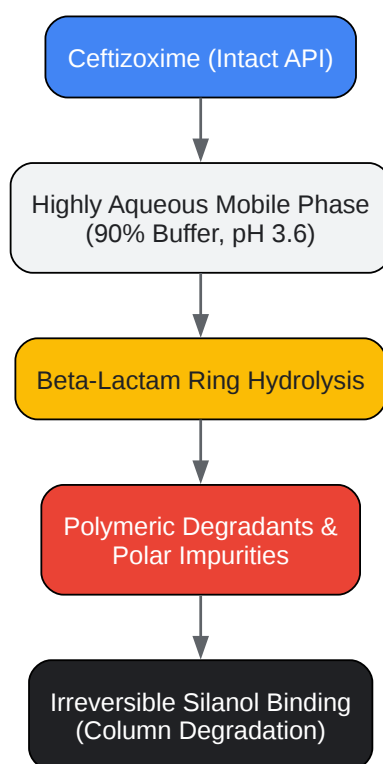 Ceftizoxime (Intact API)
Highly Aqueous Mobile Phase
(90% Buffer, pH 3.6)
Beta-Lactam Ring Hydrolysis
Polymeric Degradants &
Polar Impurities
Irreversible Silanol Binding
(Column Degradation)